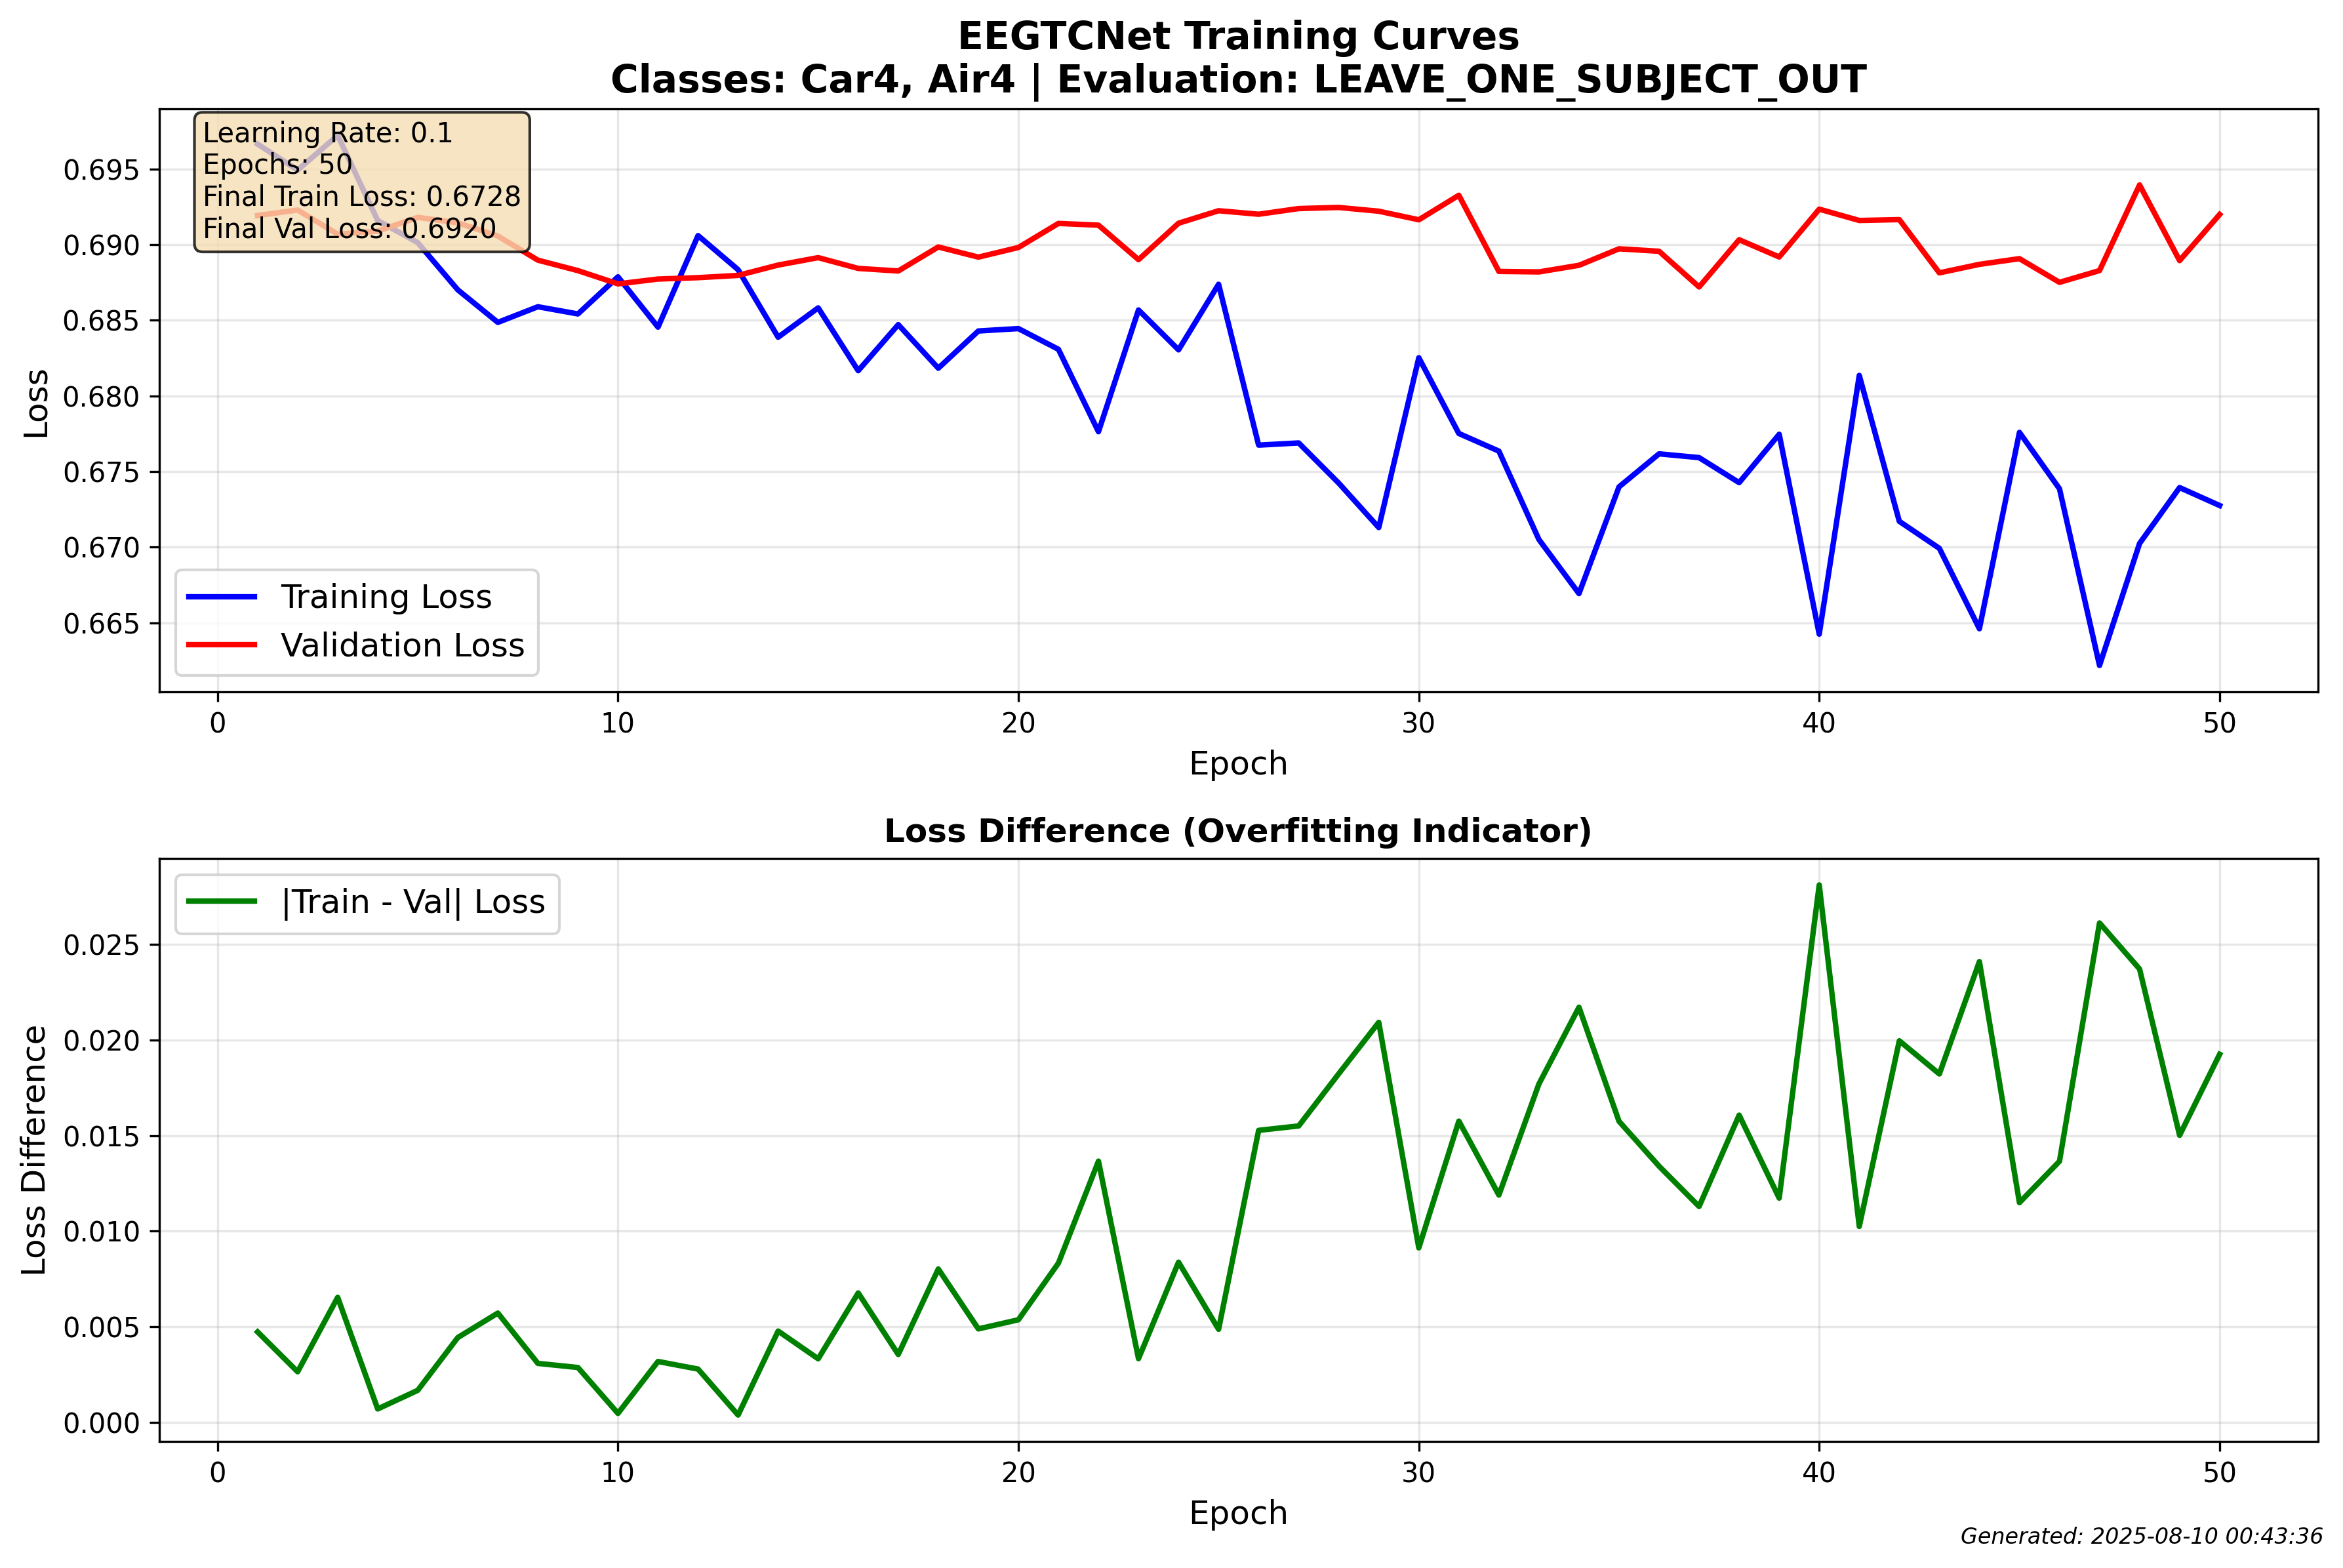 EEGTCNet Training Curves
Classes: Car4, Air4 | Evaluation: LEAVE_ONE_SUBJECT_OUT
Learning Rate: 0.1
Epochs: 50
Final Train Loss: 0.6728
Final Val Loss: 0.6920
0.695
0.690
0.685
0.680
0.675
0.670
0.665
Loss
Training Loss
Validation Loss
0 10 20 30 40 50
Epoch
Loss Difference (Overfitting Indicator)
|Train - Val| Loss
0.025
0.020
0.015
0.010
0.005
0.000
Loss Difference
0 10 20 30 40 50
Epoch
Generated: 2025-08-10 00:43:36